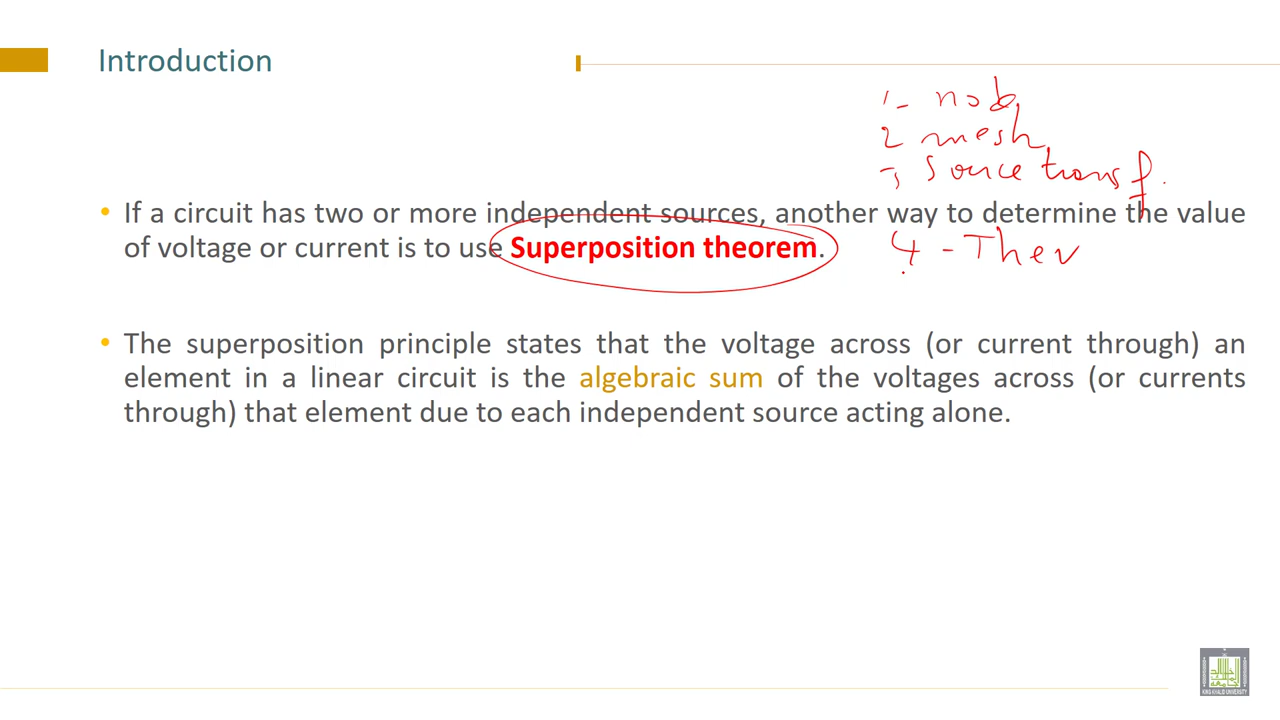 Introduction
1- nod
2 mesh
3 Source transf.
• If a circuit has two or more independent sources, another way to determine the value
of voltage or current is to use Superposition theorem.
4 - Thev
• The superposition principle states that the voltage across (or current through) an
element in a linear circuit is the algebraic sum of the voltages across (or currents
through) that element due to each independent source acting alone.
KING KHALID UNIVERSITY